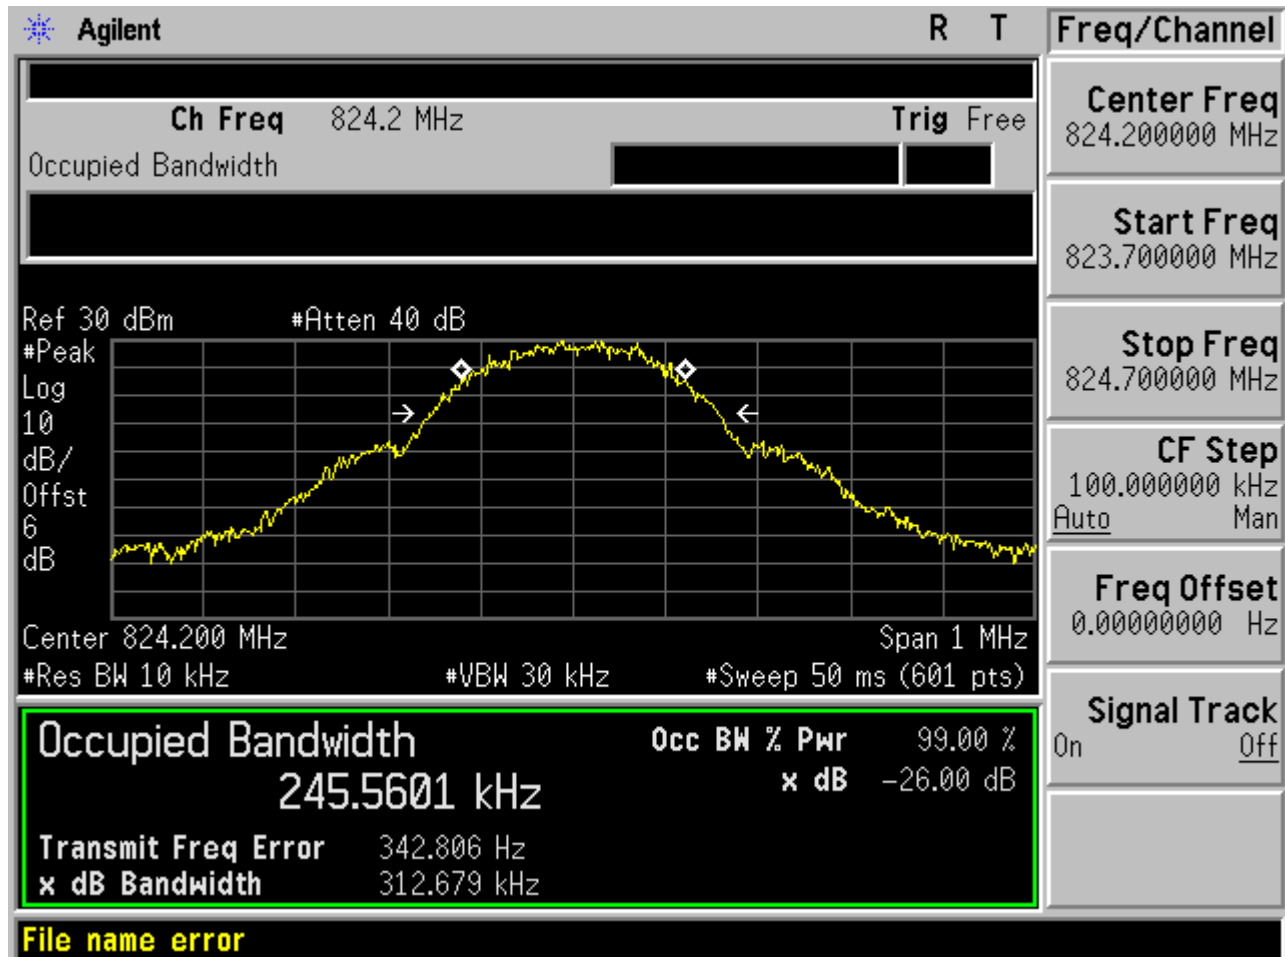 Agilent R T
Freq/Channel
Ch Freq 824.2 MHz Trig Free
Occupied Bandwidth
Center Freq
824.200000 MHz
Start Freq
823.700000 MHz
Stop Freq
824.700000 MHz
CF Step
100.000000 kHz
Auto Man
Freq Offset
0.00000000 Hz
Signal Track
On Off
Ref 30 dBm #Atten 40 dB
#Peak
Log
10
dB/
Offst
6
dB
Center 824.200 MHz Span 1 MHz
#Res BW 10 kHz #VBW 30 kHz #Sweep 50 ms (601 pts)
Occupied Bandwidth
245.5601 kHz
Occ BW % Pwr 99.00 %
x dB -26.00 dB
Transmit Freq Error 342.806 Hz
x dB Bandwidth 312.679 kHz
File name error